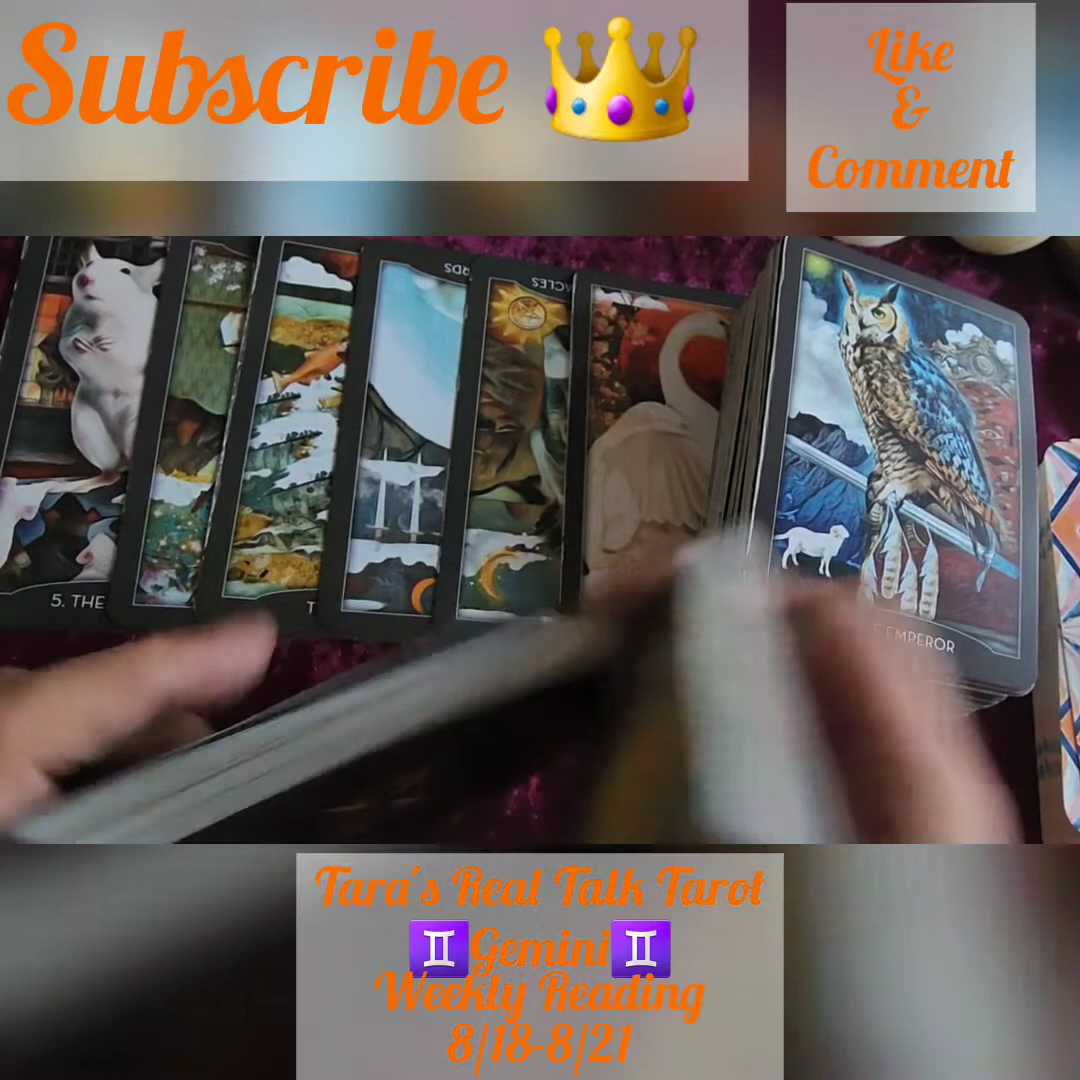 Subscribe
Like
&
Comment
5. THE
EMPEROR
Tara's Real Talk Tarot
♊Gemini♊
Weekly Reading
8/18-8/21